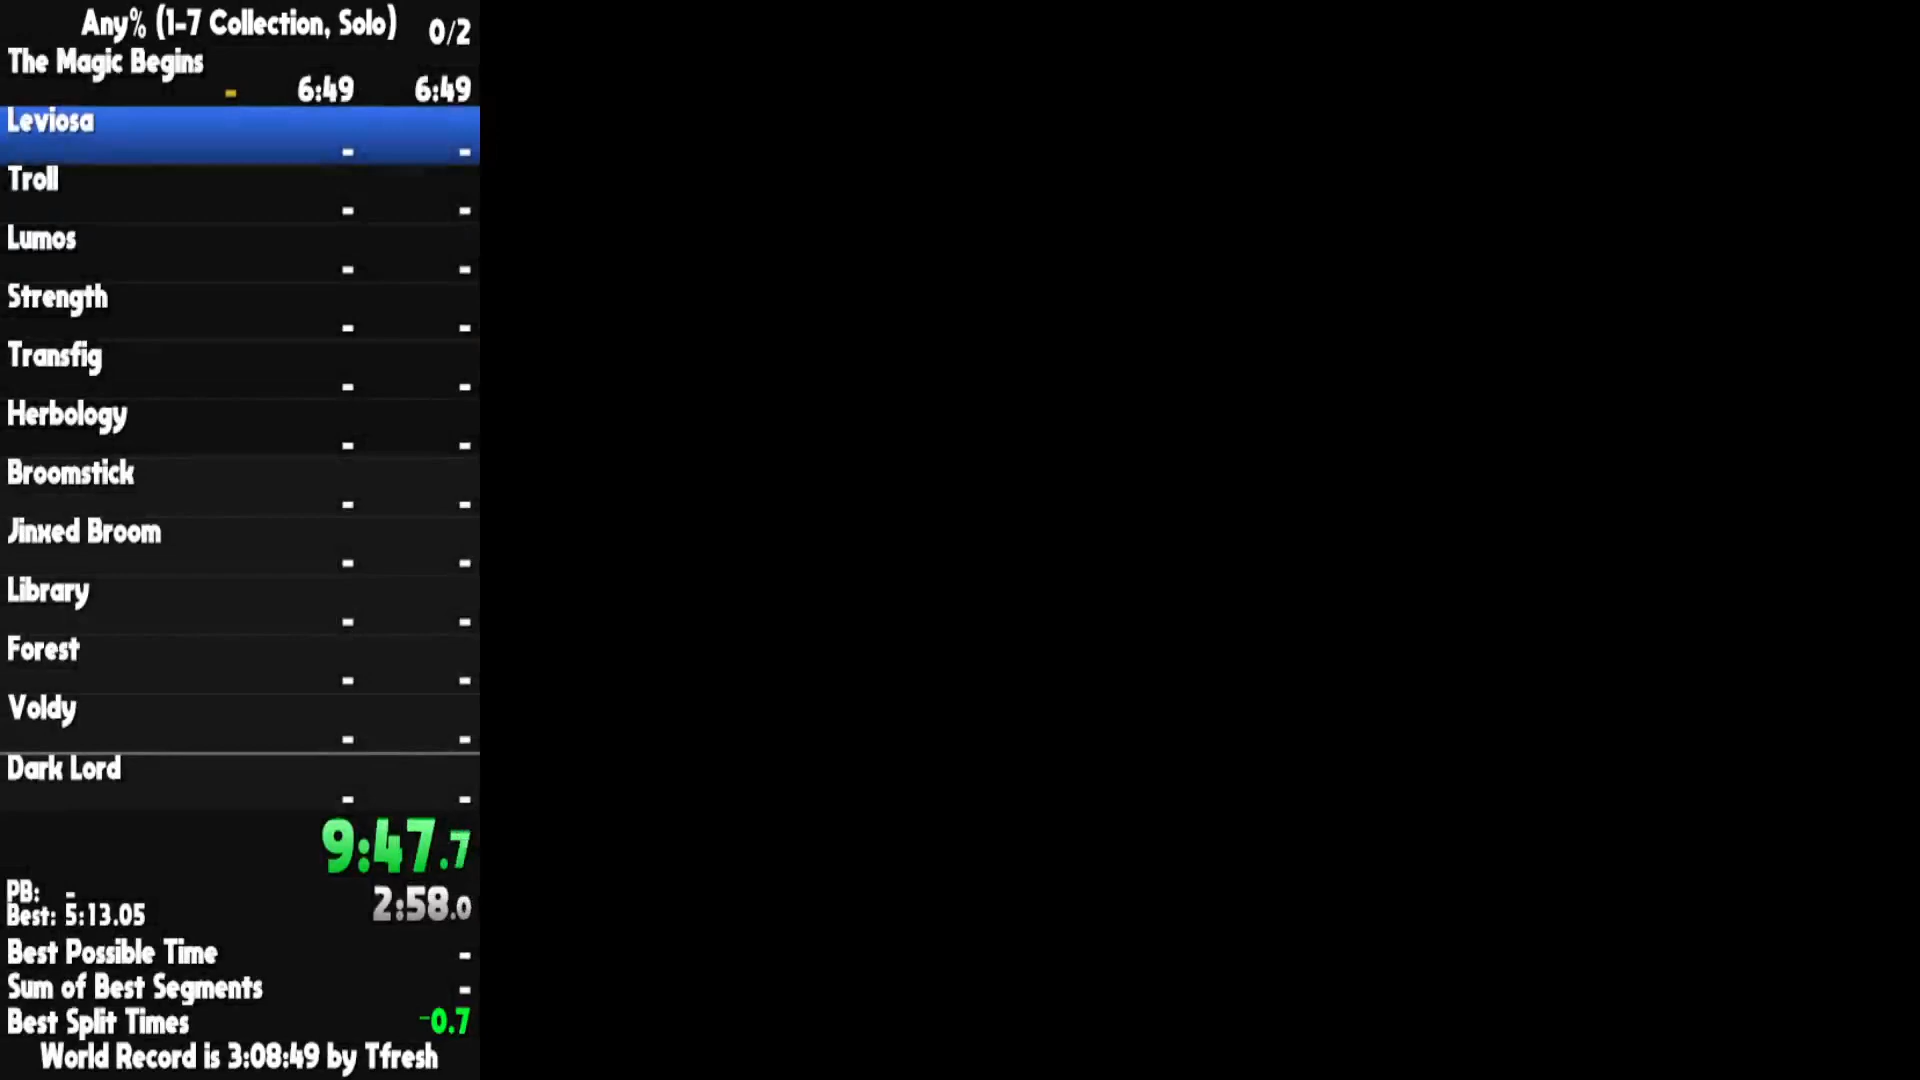 Any% (1-7 Collection, Solo) 0/2
The Magic Begins
- 6:49 6:49
Leviosa
- -
Troll
- -
Lumos
- -
Strength
- -
Transfig
- -
Herbology
- -
Broomstick
- -
Jinxed Broom
- -
Library
- -
Forest
- -
Voldy
- -
Dark Lord
- -
9:47.7
PB: -
Best: 5:13.05 2:58.0
Best Possible Time -
Sum of Best Segments -
Best Split Times -0.7
World Record is 3:08:49 by Tfresh